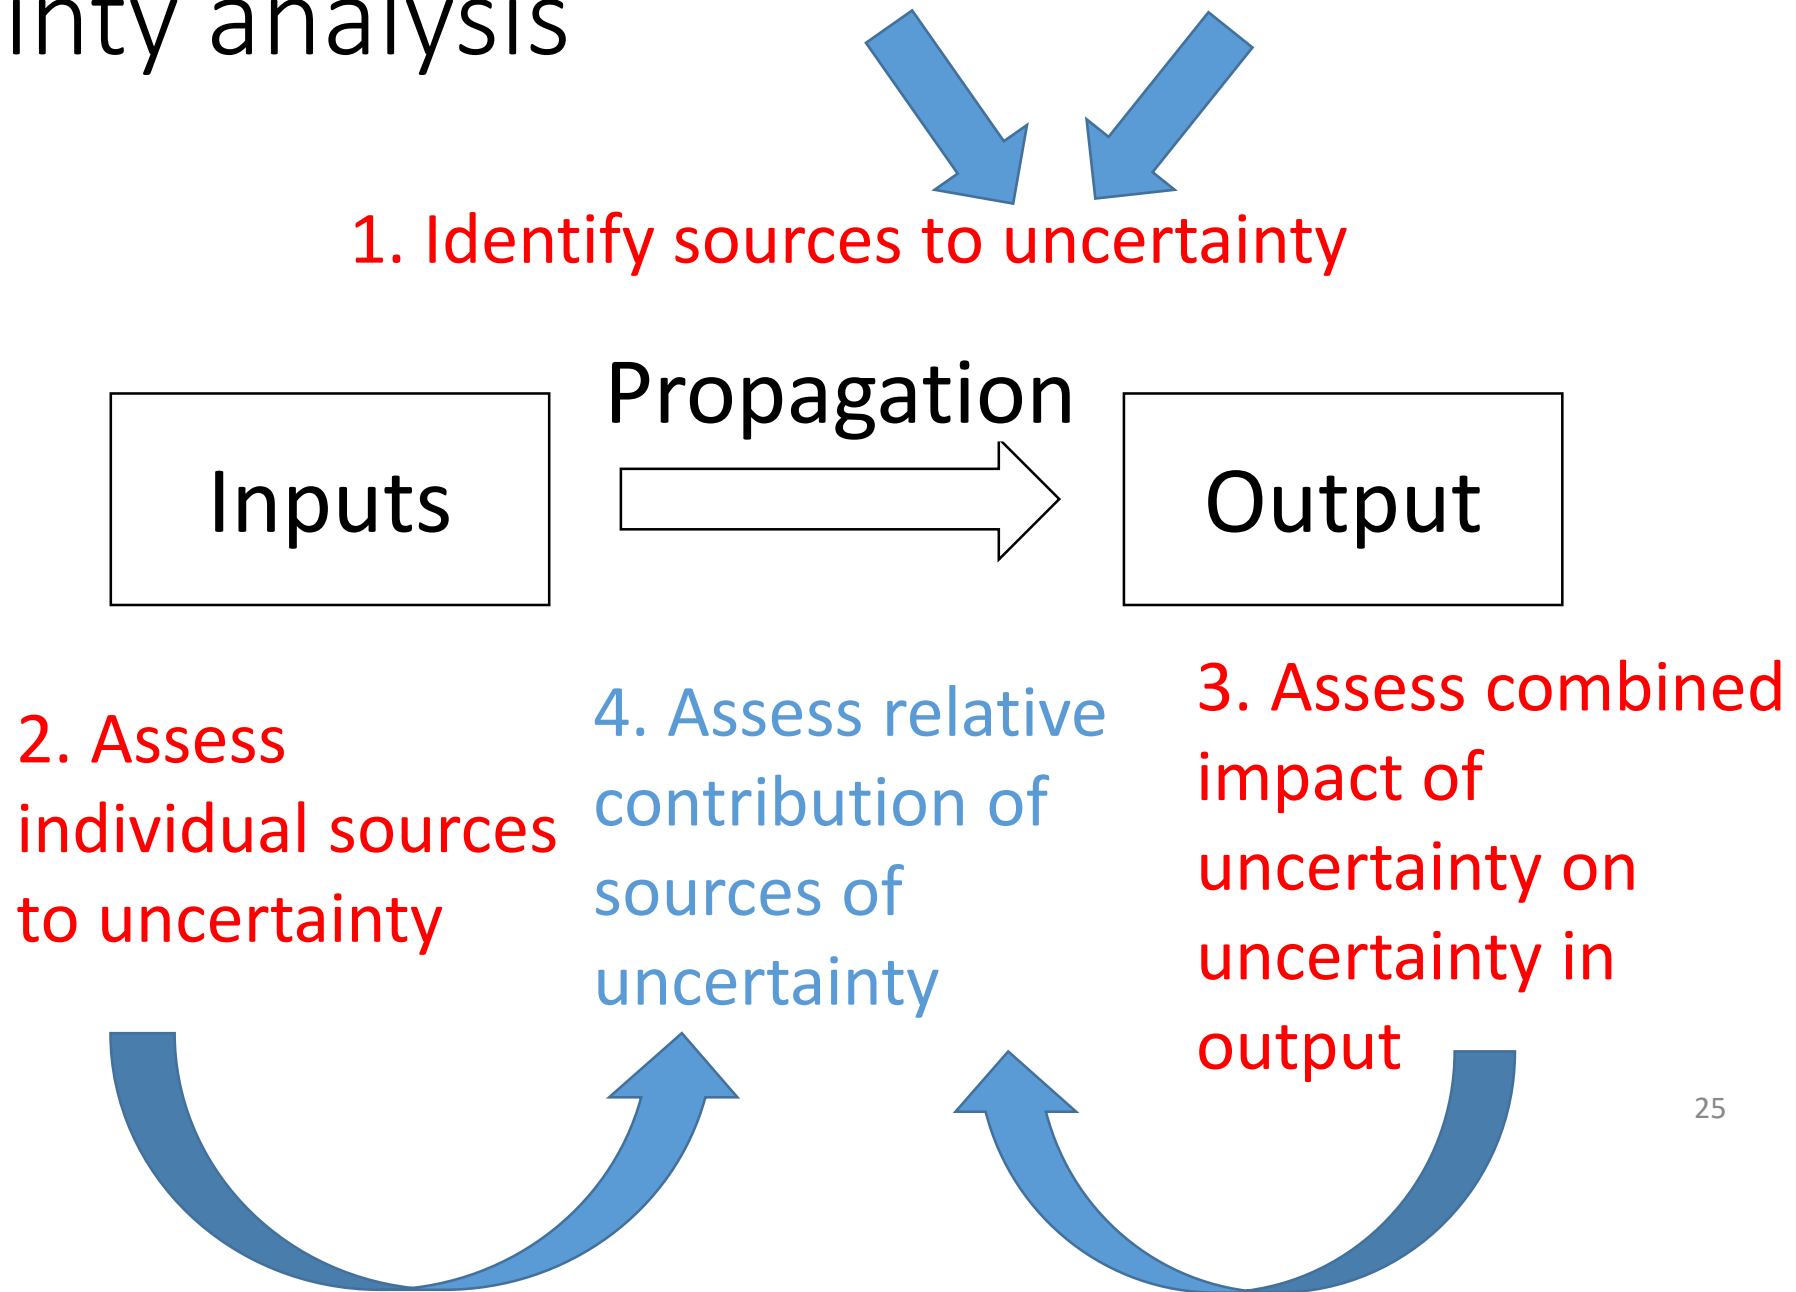 inty analysis
1. Identify sources to uncertainty
Propagation
Inputs
Output
2. Assess
individual sources
to uncertainty
4. Assess relative
contribution of
sources of
uncertainty
3. Assess combined
impact of
uncertainty on
uncertainty in
output
25